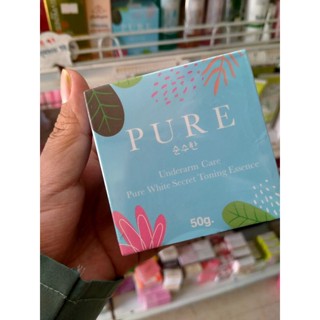 PURE
순수한
Underarm Care
Pure White Secret Toning Essence
50g.